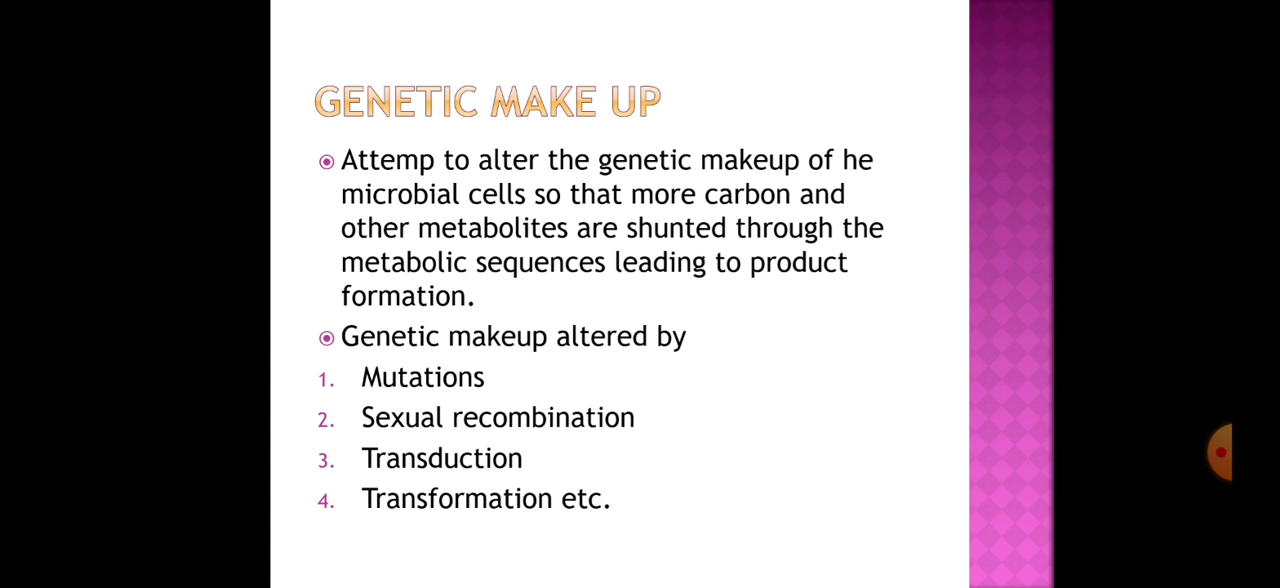 GENETIC MAKE UP
Attemp to alter the genetic makeup of he
microbial cells so that more carbon and
other metabolites are shunted through the
metabolic sequences leading to product
formation.
Genetic makeup altered by
1. Mutations
2. Sexual recombination
3. Transduction
4. Transformation etc.